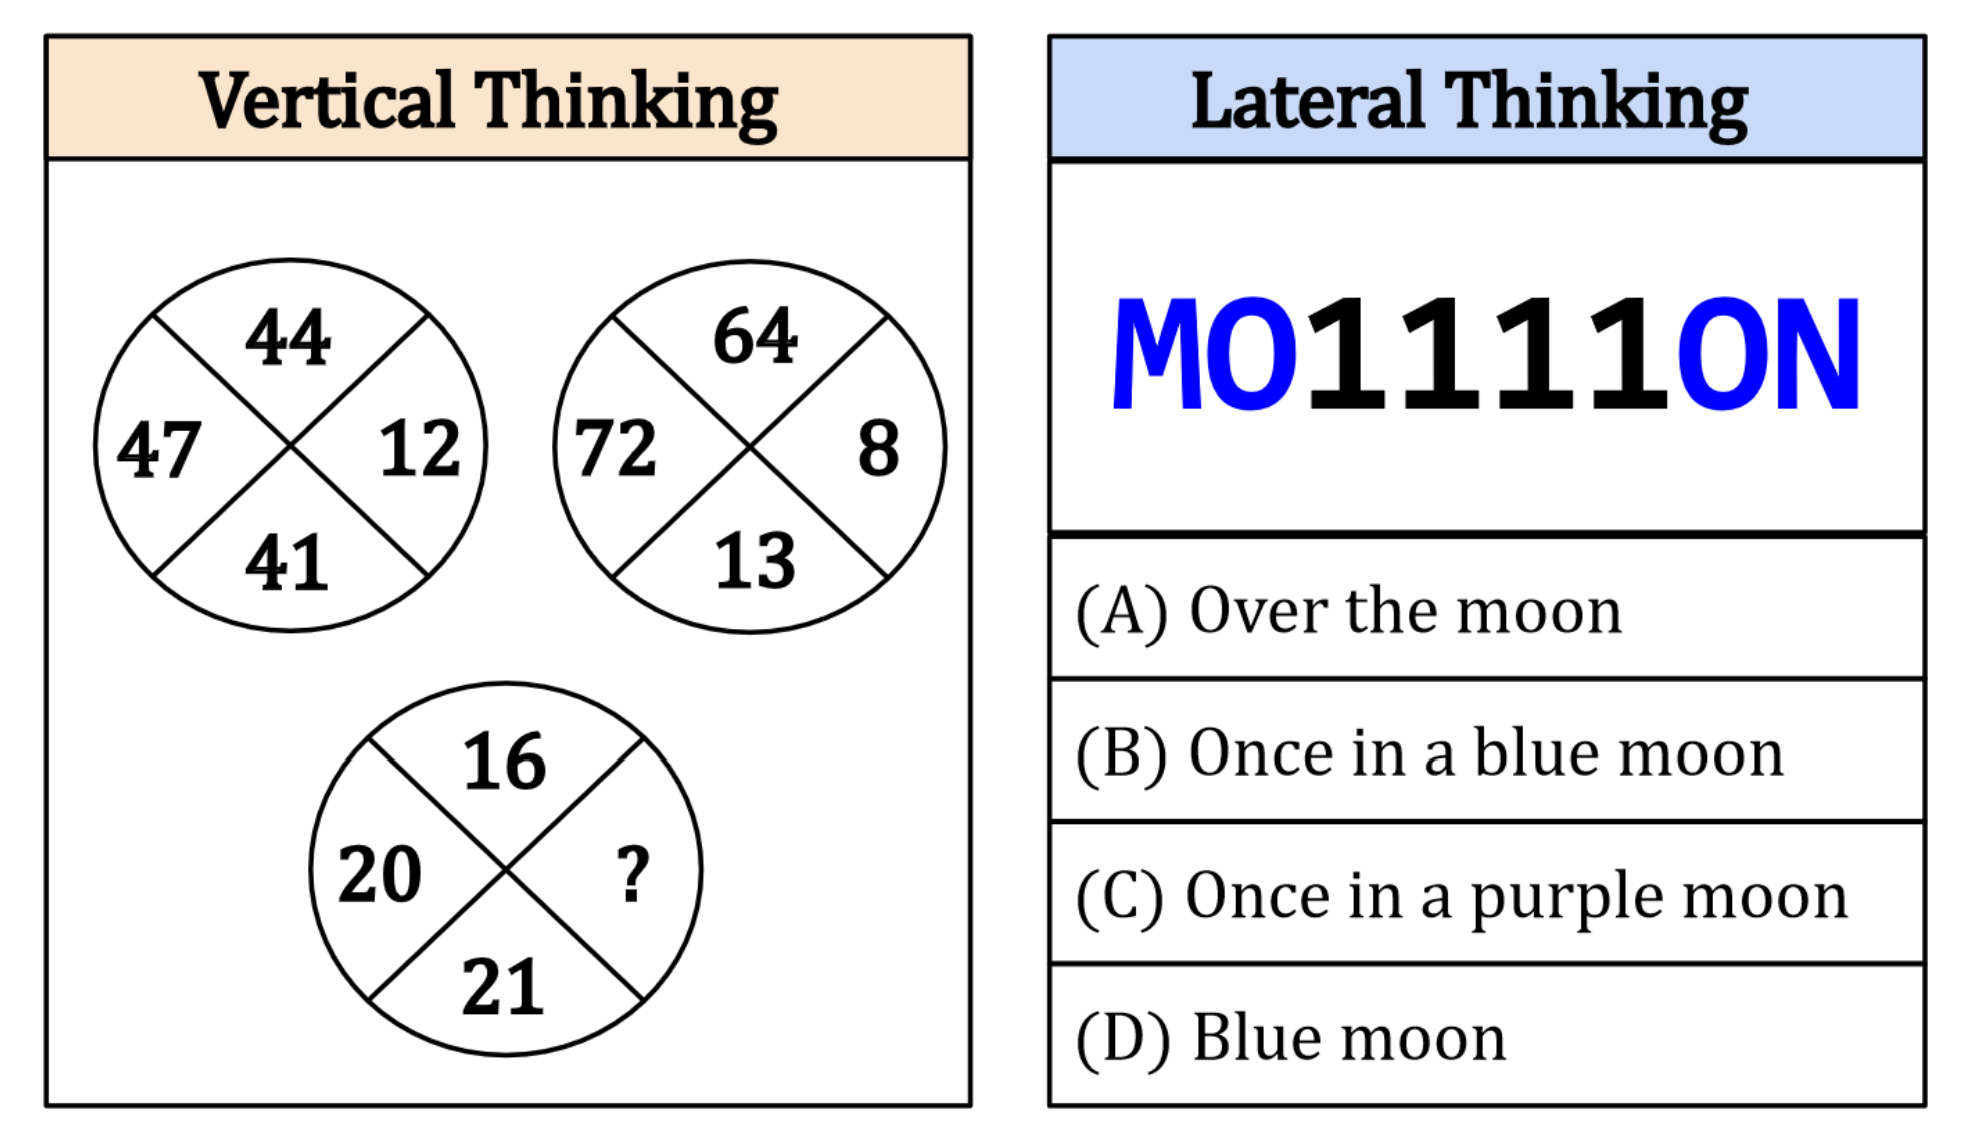 Vertical Thinking
44
47 12
41
64
72 8
13
16
20 ?
21
Lateral Thinking
MO1111ON
(A) Over the moon
(B) Once in a blue moon
(C) Once in a purple moon
(D) Blue moon